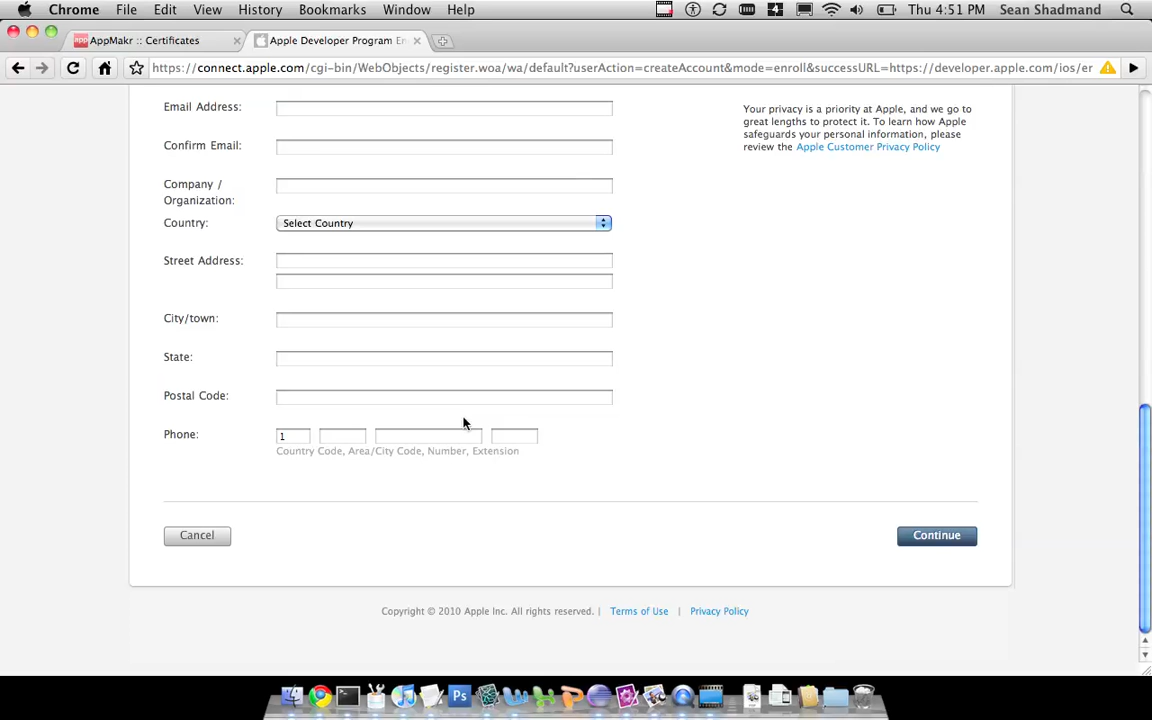 Chrome File Edit View History Bookmarks Window Help 4 Thu 4:51 PM Sean Shadmand
app AppMakr :: Certificates × Apple Developer Program En ×
https://connect.apple.com/cgi-bin/WebObjects/register.woa/wa/default?userAction=createAccount&mode=enroll&successURL=https://developer.apple.com/ios/er
Email Address:
Your privacy is a priority at Apple, and we go to
great lengths to protect it. To learn how Apple
safeguards your personal information, please
review the Apple Customer Privacy Policy
Confirm Email:
Company /
Organization:
Country: Select Country
Street Address:
City/town:
State:
Postal Code:
Phone: 1
Country Code, Area/City Code, Number, Extension
Cancel Continue
Copyright © 2010 Apple Inc. All rights reserved. | Terms of Use | Privacy Policy
Ps